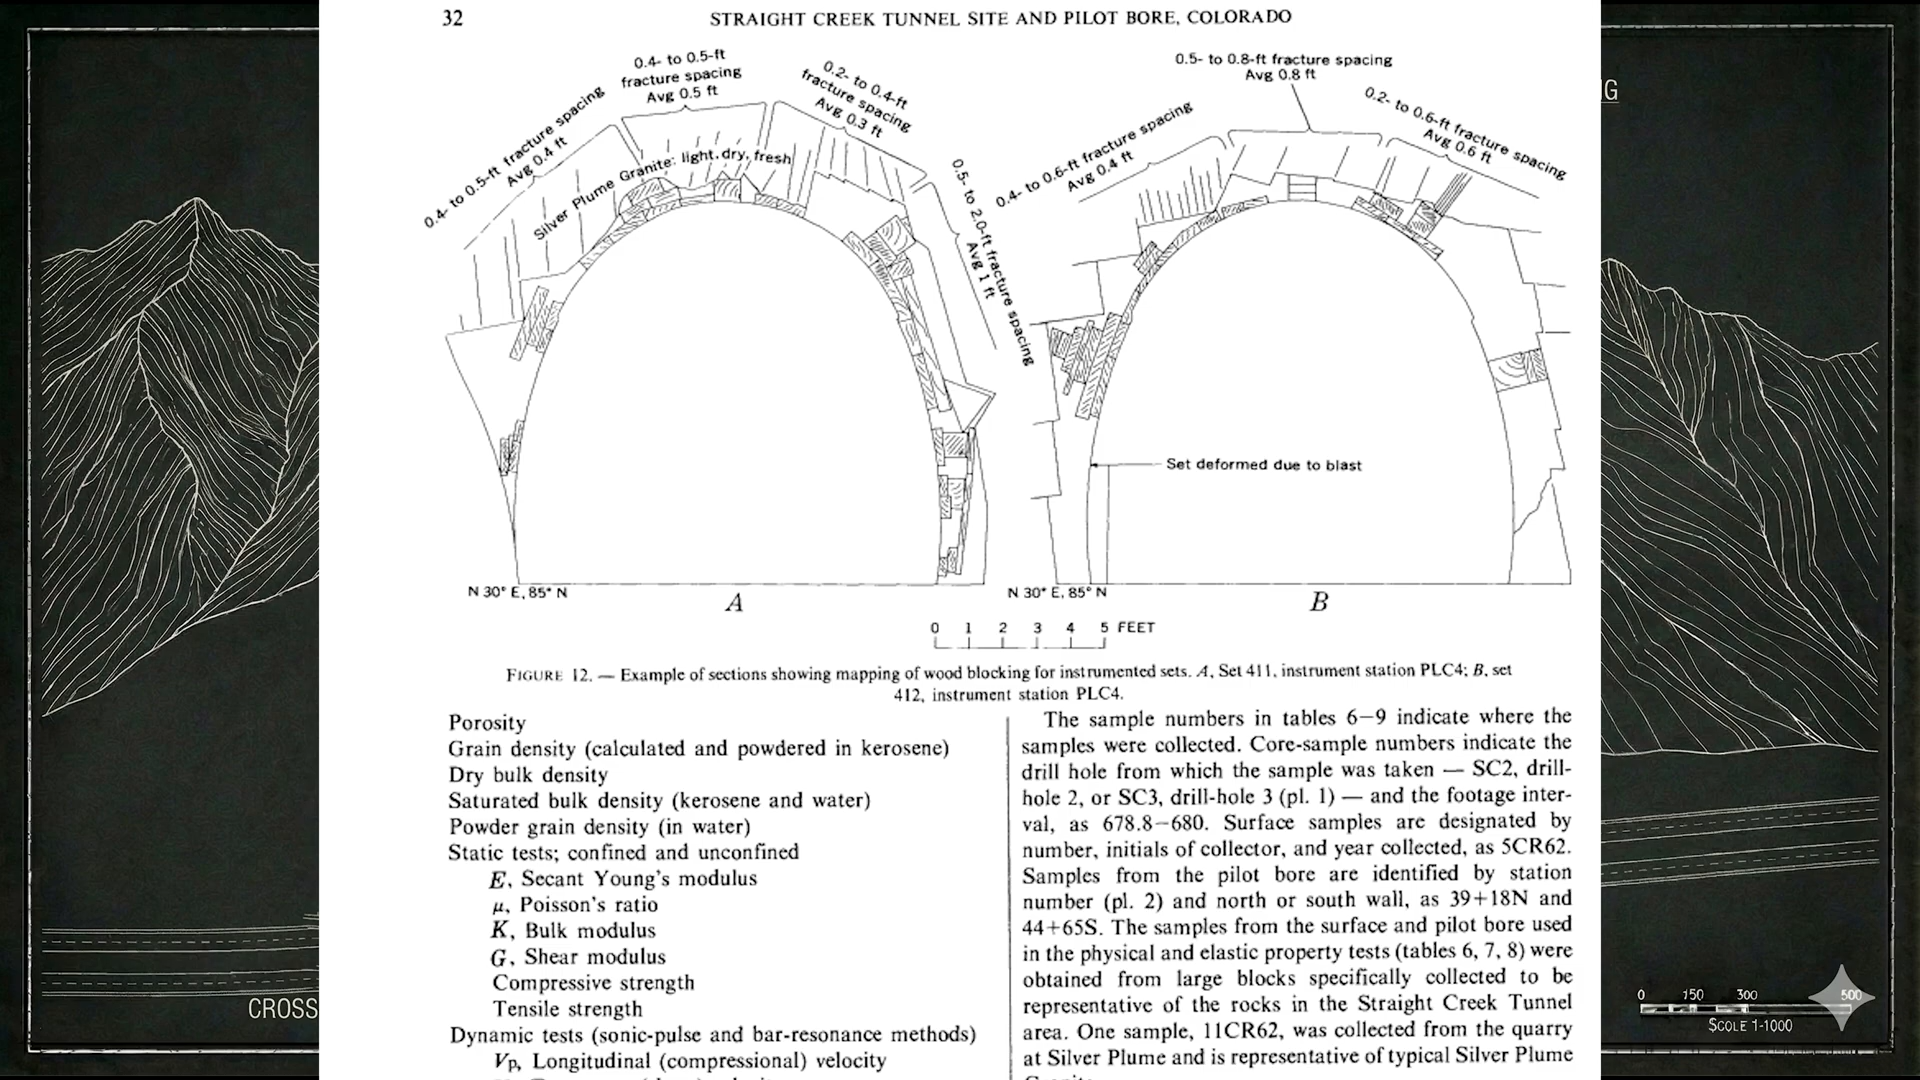 32
STRAIGHT CREEK TUNNEL SITE AND PILOT BORE, COLORADO
0.4- to 0.5-ft fracture spacing
Avg 0.4 ft
0.4- to 0.5-ft
fracture spacing
Avg 0.5 ft
0.2- to 0.4-ft
fracture spacing
Avg 0.3 ft
0.5- to 2.0-ft fracture spacing
Avg 1 ft
Silver Plume Granite: light, dry, fresh
N 30° E, 85° N
A
0.4- to 0.6-ft fracture spacing
Avg 0.4 ft
0.5- to 0.8-ft fracture spacing
Avg 0.8 ft
0.2- to 0.6-ft fracture spacing
Avg 0.6 ft
Set deformed due to blast
N 30° E, 85° N
B
0 1 2 3 4 5 FEET
FIGURE 12. — Example of sections showing mapping of wood blocking for instrumented sets. A, Set 411, instrument station PLC4; B, set
412, instrument station PLC4.
Porosity
Grain density (calculated and powdered in kerosene)
Dry bulk density
Saturated bulk density (kerosene and water)
Powder grain density (in water)
Static tests; confined and unconfined
E, Secant Young's modulus
μ, Poisson's ratio
K, Bulk modulus
G, Shear modulus
Compressive strength
Tensile strength
Dynamic tests (sonic-pulse and bar-resonance methods)
Vp, Longitudinal (compressional) velocity
The sample numbers in tables 6–9 indicate where the
samples were collected. Core-sample numbers indicate the
drill hole from which the sample was taken — SC2, drill-
hole 2, or SC3, drill-hole 3 (pl. 1) — and the footage inter-
val, as 678.8–680. Surface samples are designated by
number, initials of collector, and year collected, as 5CR62.
Samples from the pilot bore are identified by station
number (pl. 2) and north or south wall, as 39+18N and
44+65S. The samples from the surface and pilot bore used
in the physical and elastic property tests (tables 6, 7, 8) were
obtained from large blocks specifically collected to be
representative of the rocks in the Straight Creek Tunnel
area. One sample, 11CR62, was collected from the quarry
at Silver Plume and is representative of typical Silver Plume
CROSS
G
0 150 300 500
SCOLE 1-1000